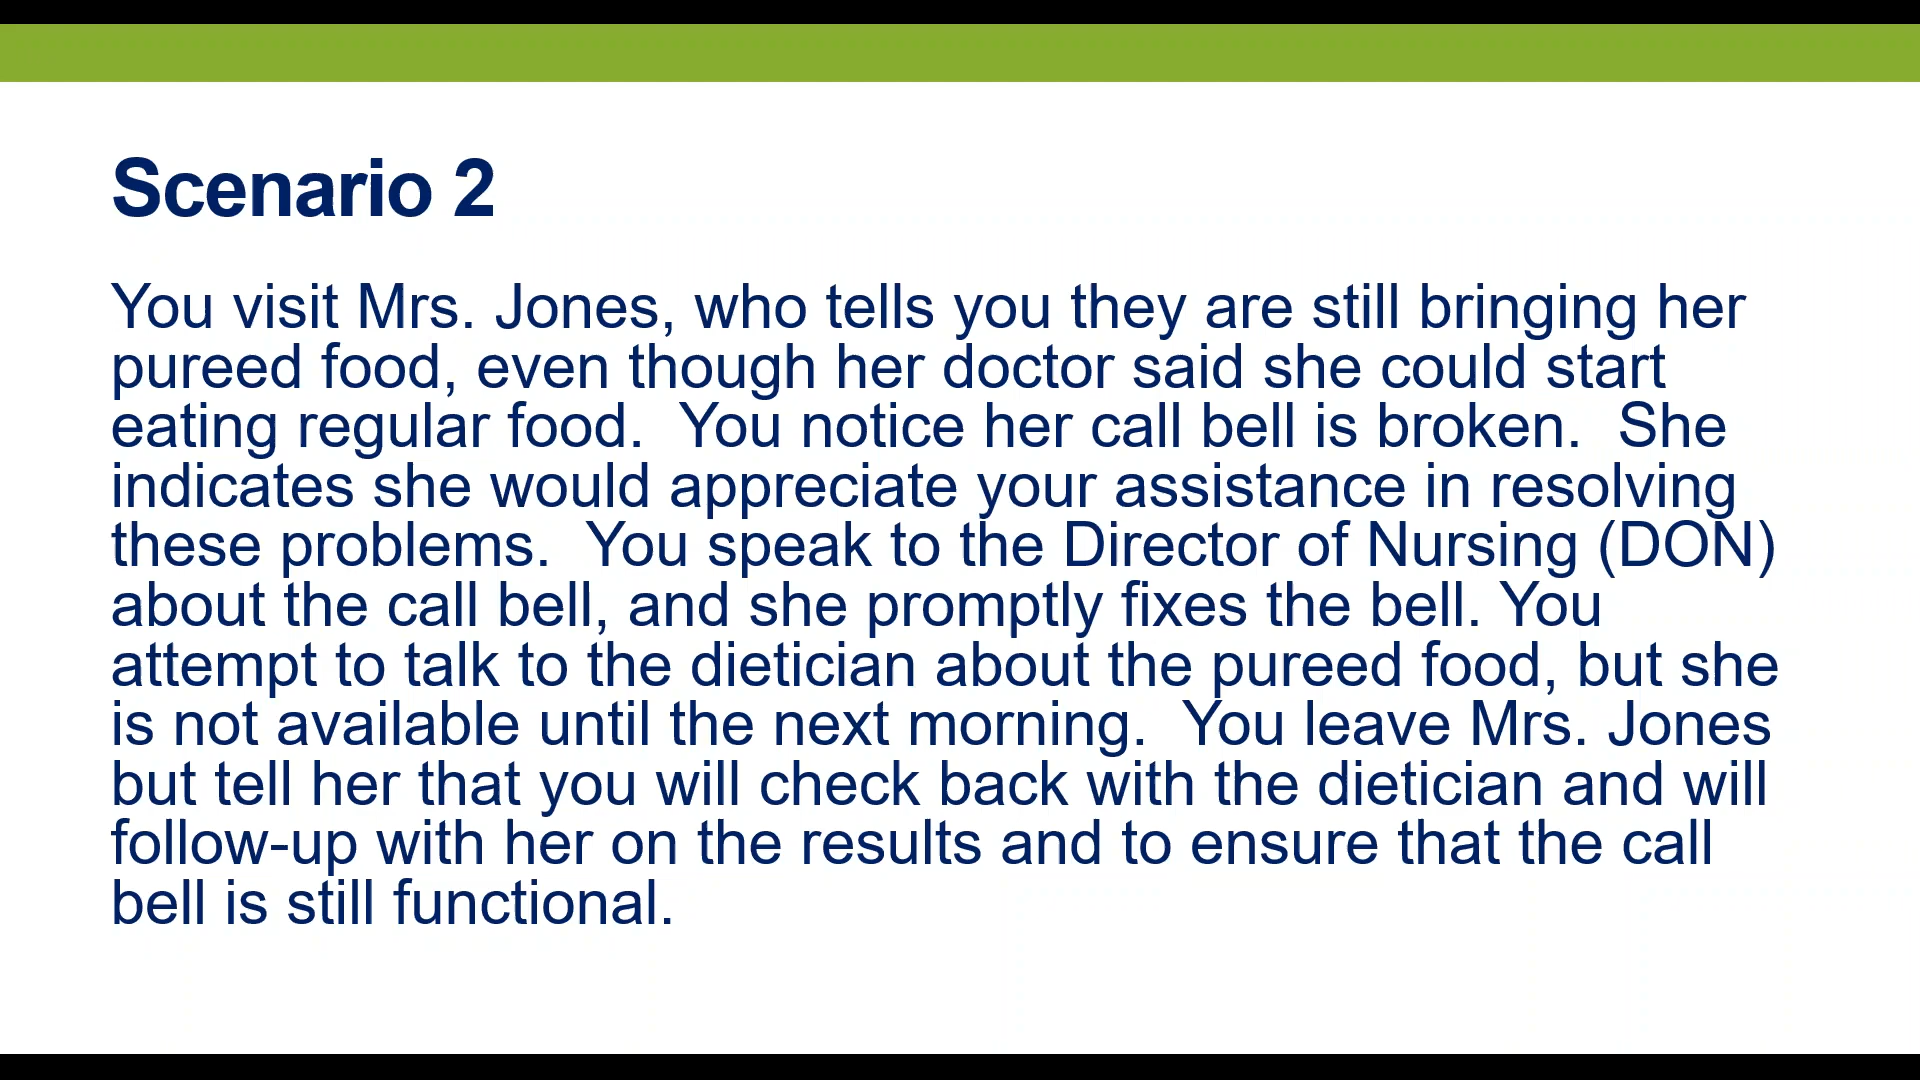 Scenario 2
You visit Mrs. Jones, who tells you they are still bringing her
pureed food, even though her doctor said she could start
eating regular food.  You notice her call bell is broken.  She
indicates she would appreciate your assistance in resolving
these problems.  You speak to the Director of Nursing (DON)
about the call bell, and she promptly fixes the bell. You
attempt to talk to the dietician about the pureed food, but she
is not available until the next morning.  You leave Mrs. Jones
but tell her that you will check back with the dietician and will
follow-up with her on the results and to ensure that the call
bell is still functional.